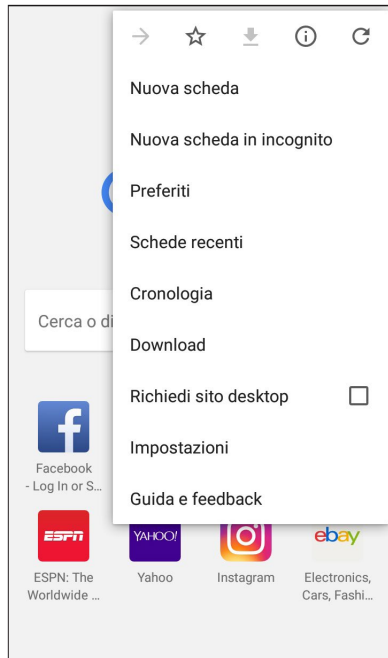 Nuova scheda
Nuova scheda in incognito
Preferiti
Schede recenti
Cronologia
Cerca o di
Download
Richiedi sito desktop
Impostazioni
Guida e feedback
Facebook
- Log In or S...
ESPN
YAHOO!
ebay
ESPN: The
Worldwide ...
Yahoo
Instagram
Electronics,
Cars, Fashi...